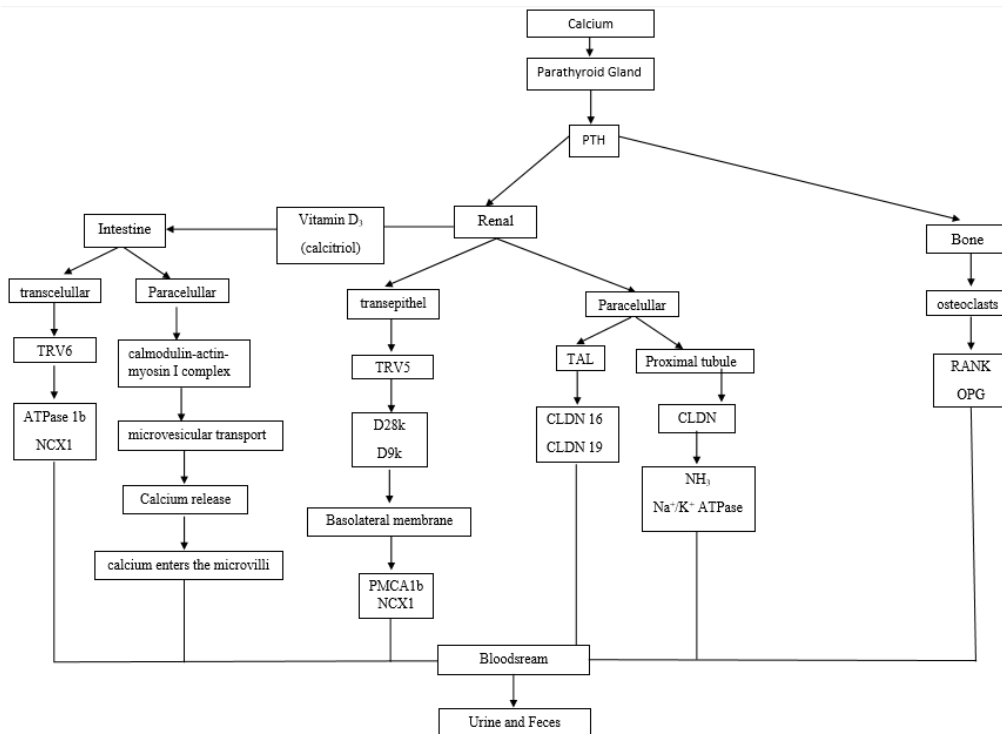 Calcium
Parathyroid Gland
PTH
Vitamin D₃
(calcitriol)
Renal
Intestine
Bone
transcelullar
Paracelullar
transepithel
Paracelullar
osteoclasts
TRV6
calmodulin-actin-
myosin I complex
TRV5
TAL
Proximal tubule
RANK
OPG
ATPase 1b
NCX1
microvesicular transport
D28k
D9k
CLDN 16
CLDN 19
CLDN
Calcium release
Basolateral membrane
NH₃
Na⁺/K⁺ ATPase
calcium enters the microvilli
PMCA1b
NCX1
Bloodsream
Urine and Feces